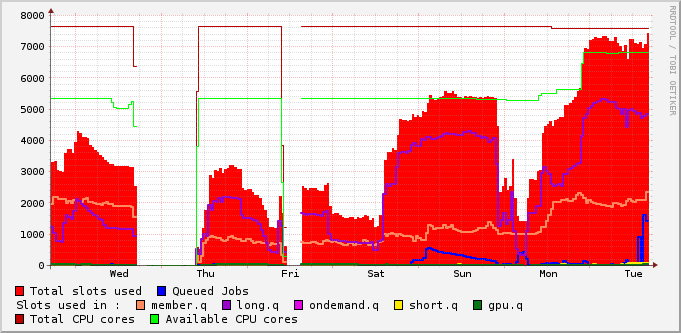 8000
7000
6000
5000
4000
3000
2000
1000
0
Wed Thu Fri Sat Sun Mon Tue
RRDTOOL / TOBI OETIKER
Total slots used Queued Jobs
Slots used in : member.q long.q ondemand.q short.q gpu.q
Total CPU cores Available CPU cores